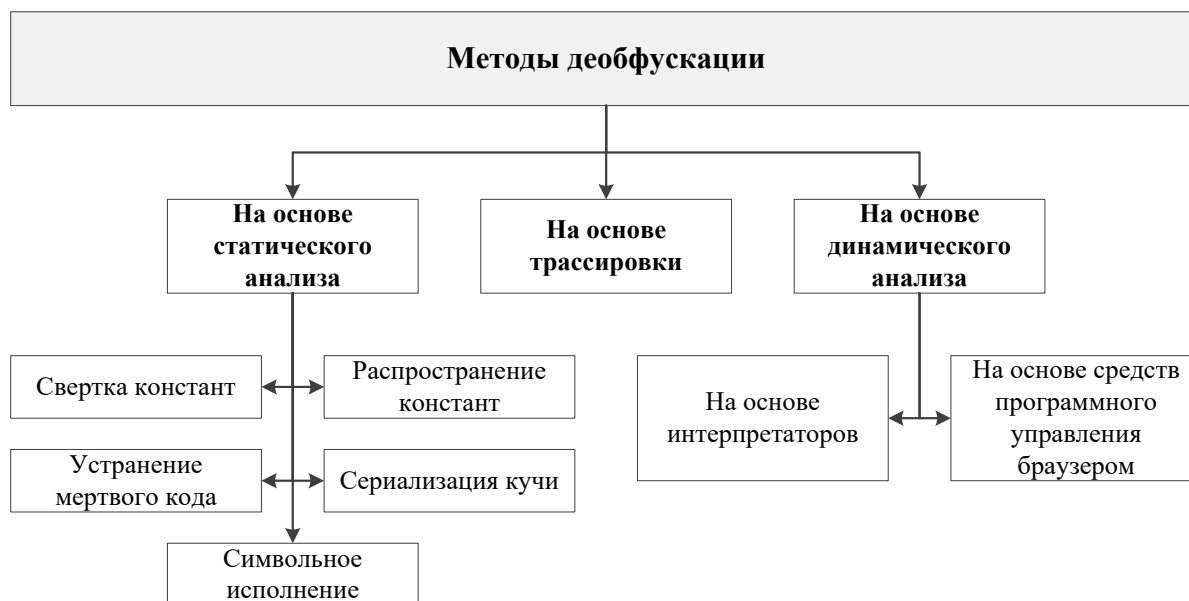 Методы деобфускации
На основе
статического
анализа
На основе
трассировки
На основе
динамического
анализа
Свертка констант
Распространение
констант
Устранение
мертвого кода
Сериализация кучи
Символьное
исполнение
На основе
интерпретаторов
На основе средств
программного
управления
браузером